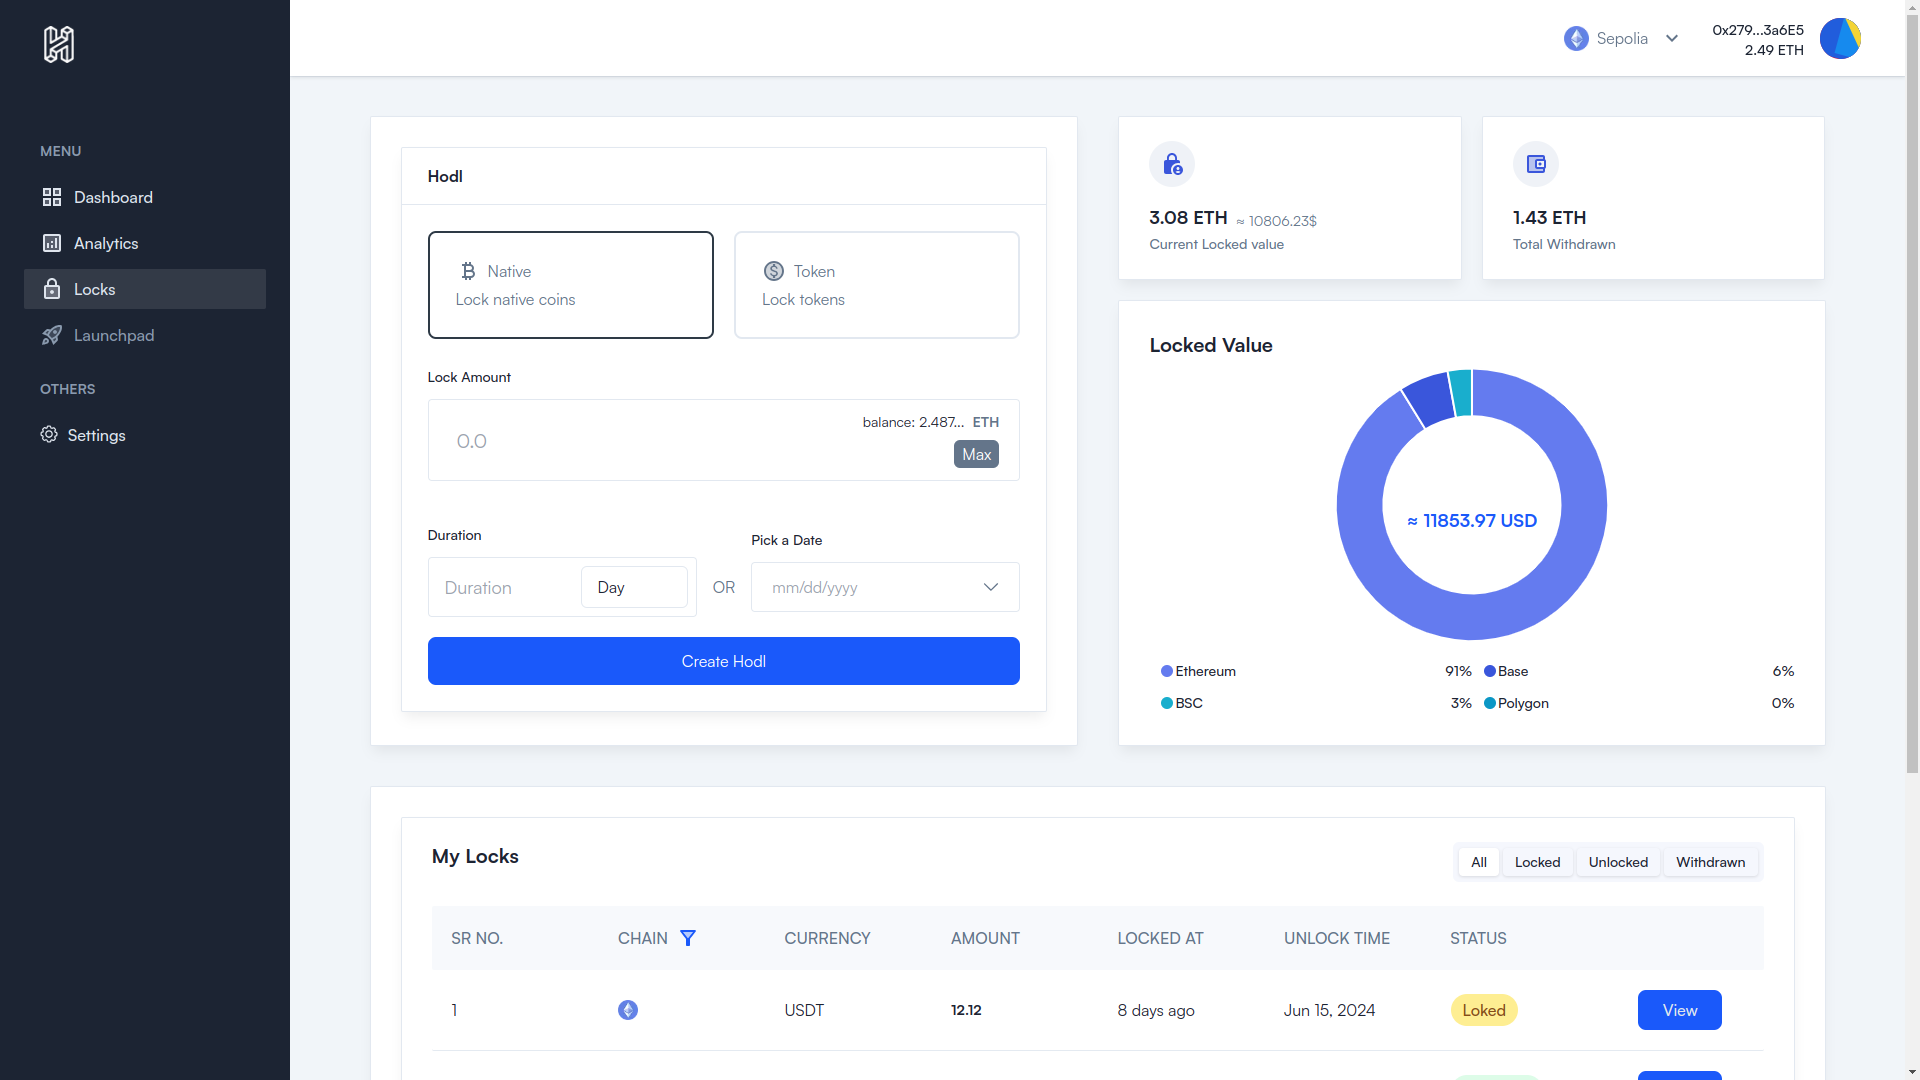 Sepolia
0x279...3a6E5
2.49 ETH
MENU
Dashboard
Analytics
Locks
Launchpad
OTHERS
Settings
Hodl
Native
Lock native coins
Token
Lock tokens
Lock Amount
0.0
balance: 2.487... ETH
Max
Duration
Duration
Day
OR
Pick a Date
mm/dd/yyyy
Create Hodl
3.08 ETH ≈ 10806.23$
Current Locked value
1.43 ETH
Total Withdrawn
Locked Value
≈ 11853.97 USD
Ethereum 91% Base 6%
BSC 3% Polygon 0%
My Locks
All Locked Unlocked Withdrawn
SR NO. CHAIN CURRENCY AMOUNT LOCKED AT UNLOCK TIME STATUS
1 USDT 12.12 8 days ago Jun 15, 2024 Loked View